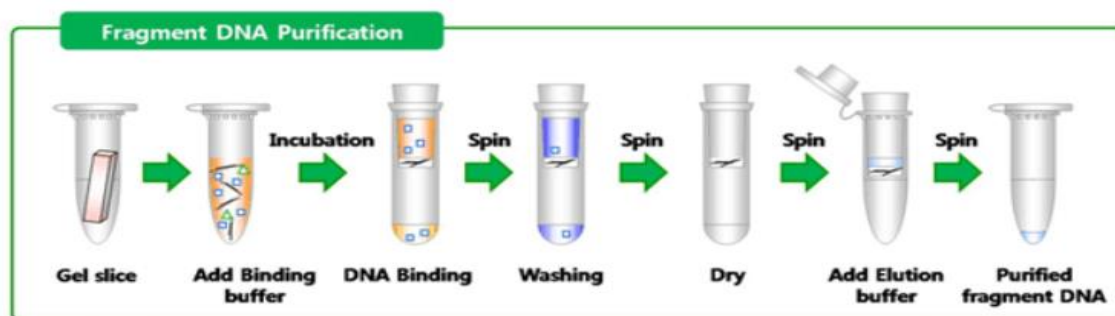 Fragment DNA Purification
Incubation
Spin
Spin
Spin
Spin
Gel slice
Add Binding
buffer
DNA Binding
Washing
Dry
Add Elution
buffer
Purified
fragment DNA